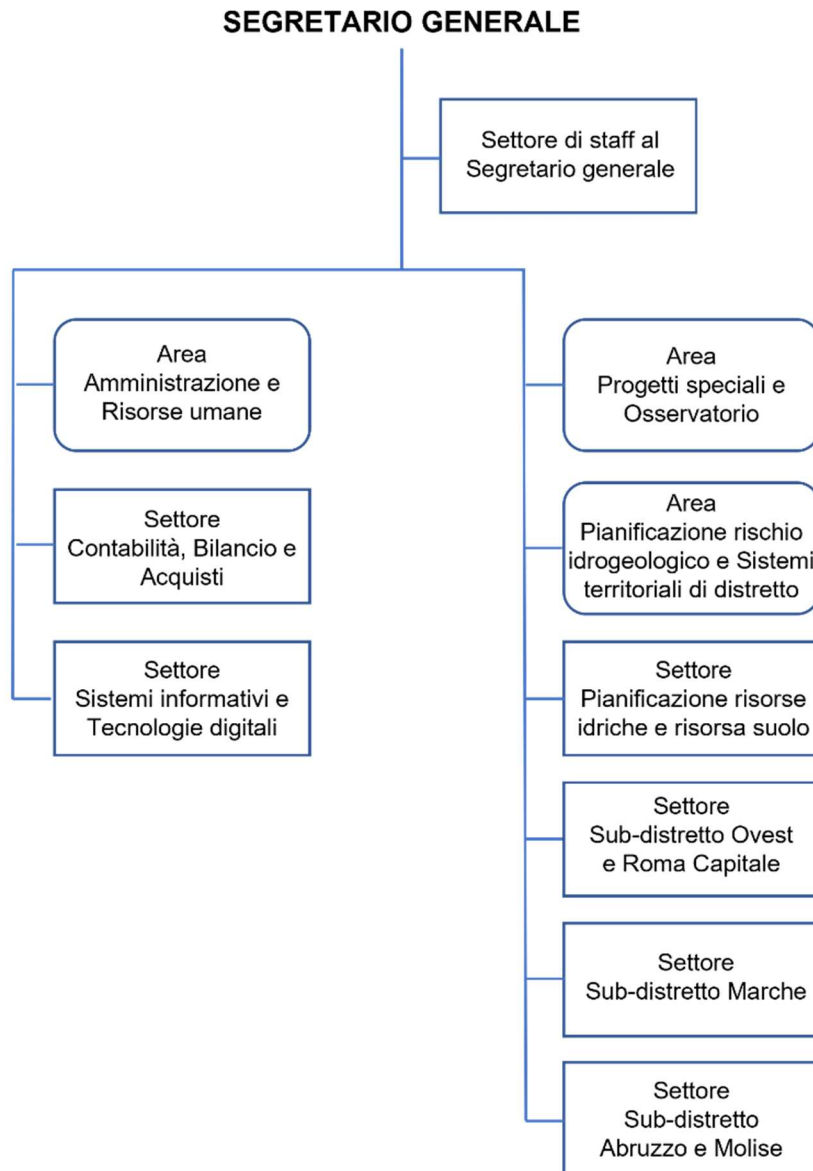 SEGRETARIO GENERALE
Settore di staff al
Segretario generale
Area
Amministrazione e
Risorse umane
Settore
Contabilità, Bilancio e
Acquisti
Settore
Sistemi informativi e
Tecnologie digitali
Area
Progetti speciali e
Osservatorio
Area
Pianificazione rischio
idrogeologico e Sistemi
territoriali di distretto
Settore
Pianificazione risorse
idriche e risorsa suolo
Settore
Sub-distretto Ovest
e Roma Capitale
Settore
Sub-distretto Marche
Settore
Sub-distretto
Abruzzo e Molise